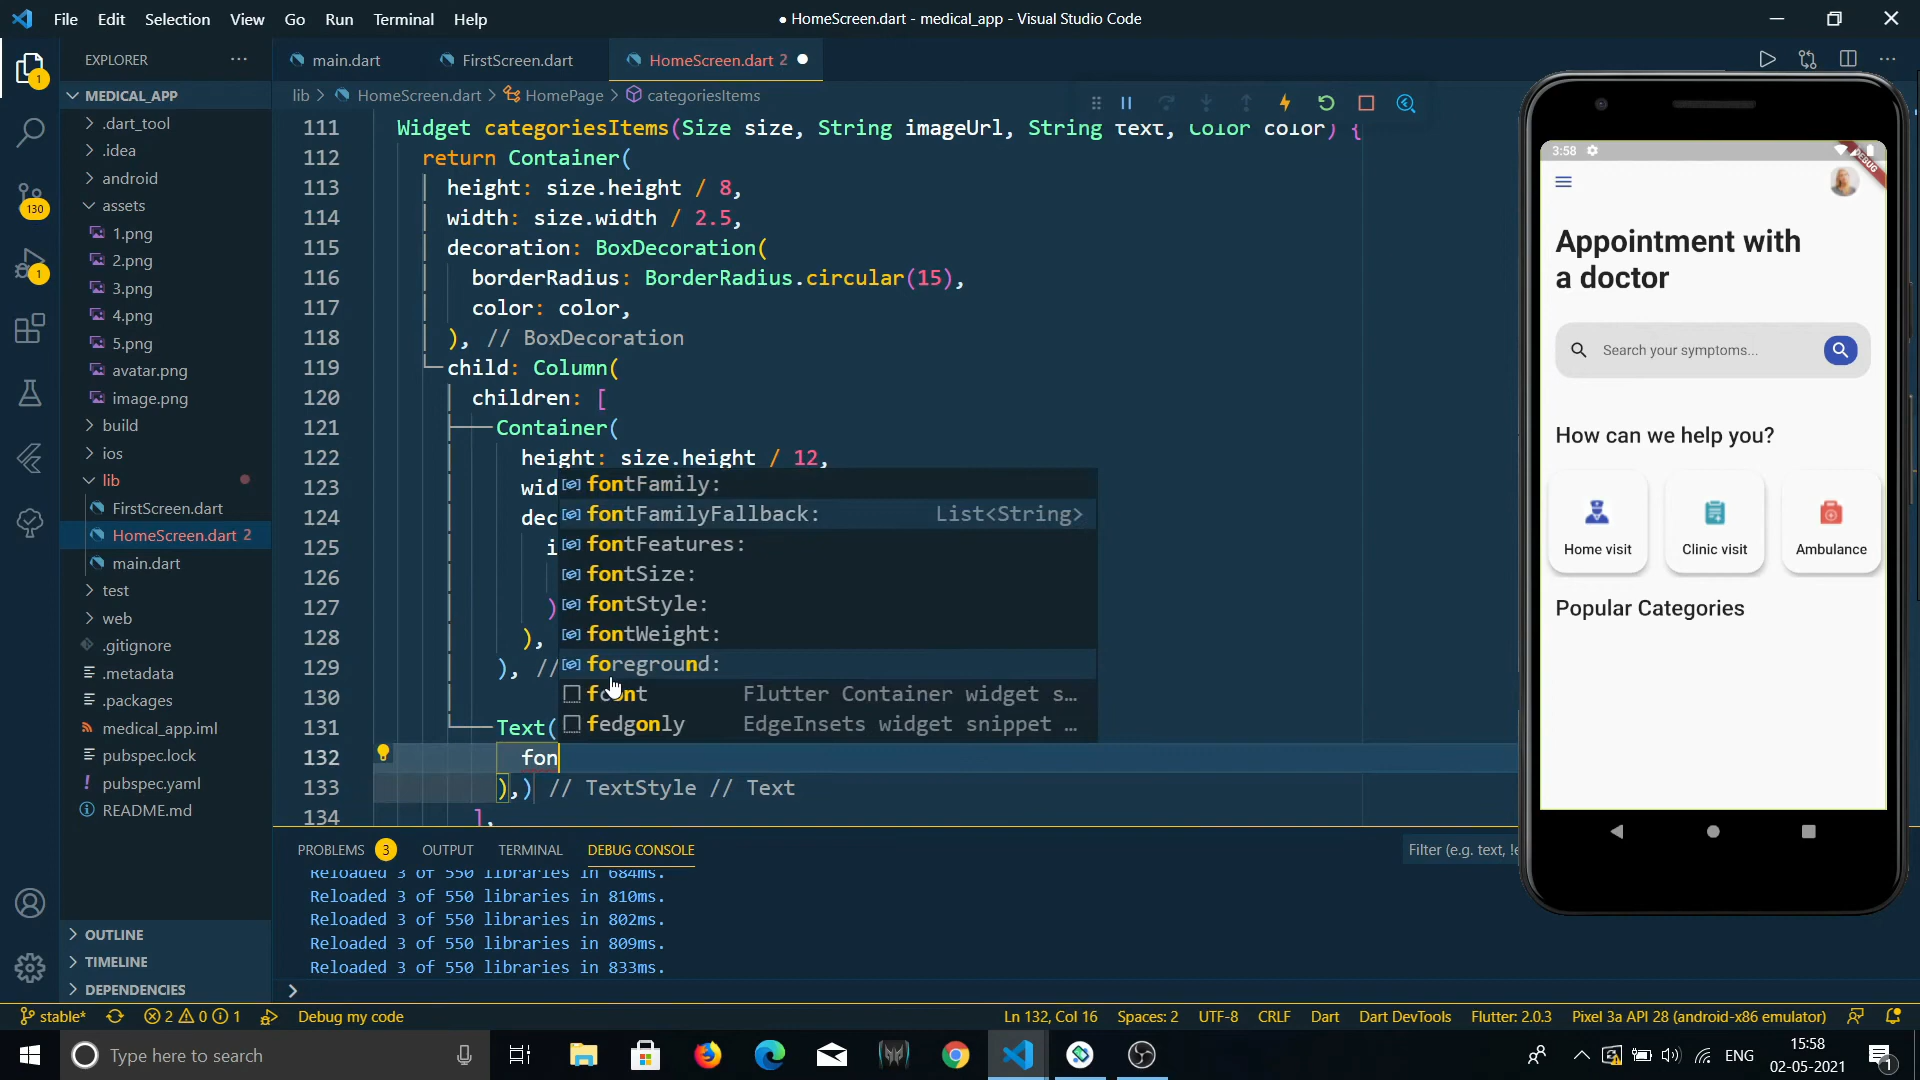 File Edit Selection View Go Run Terminal Help
● HomeScreen.dart - medical_app - Visual Studio Code
EXPLORER
main.dart
FirstScreen.dart
HomeScreen.dart 2
MEDICAL_APP
.dart_tool
.idea
android
assets
1.png
2.png
3.png
4.png
5.png
avatar.png
image.png
build
ios
lib
FirstScreen.dart
HomeScreen.dart 2
main.dart
test
web
.gitignore
.metadata
.packages
medical_app.iml
pubspec.lock
pubspec.yaml
README.md
OUTLINE
TIMELINE
DEPENDENCIES
1
130
1
lib > HomeScreen.dart > HomePage > categoriesItems
111 Widget categoriesItems(Size size, String imageUrl, String text, Color color) {
112 return Container(
113 height: size.height / 8,
114 width: size.width / 2.5,
115 decoration: BoxDecoration(
116 borderRadius: BorderRadius.circular(15),
117 color: color,
118 ), // BoxDecoration
119 child: Column(
120 children: [
121 Container(
122 height: size.height / 12,
123 wid
124 dec
125 i
126
127 )
128 ),
129 ), //
130
131 Text(
132 fon
133 ),) // TextStyle // Text
134 ],
fontFamily:
fontFamilyFallback: List<String>
fontFeatures:
fontSize:
fontStyle:
fontWeight:
foreground:
fcont Flutter Container widget s...
fedgonly EdgeInsets widget snippet ...
PROBLEMS 3 OUTPUT TERMINAL DEBUG CONSOLE
Filter (e.g. text, !e
Reloaded 3 of 550 libraries in 684ms.
Reloaded 3 of 550 libraries in 810ms.
Reloaded 3 of 550 libraries in 802ms.
Reloaded 3 of 550 libraries in 809ms.
Reloaded 3 of 550 libraries in 833ms.
3:58
DEBUG
Appointment with
a doctor
Search your symptoms...
How can we help you?
Home visit
Clinic visit
Ambulance
Popular Categories
stable* 2 0 1 Debug my code Ln 132, Col 16 Spaces: 2 UTF-8 CRLF Dart Dart DevTools Flutter: 2.0.3 Pixel 3a API 28 (android-x86 emulator)
Type here to search
ENG
15:58
02-05-2021
1